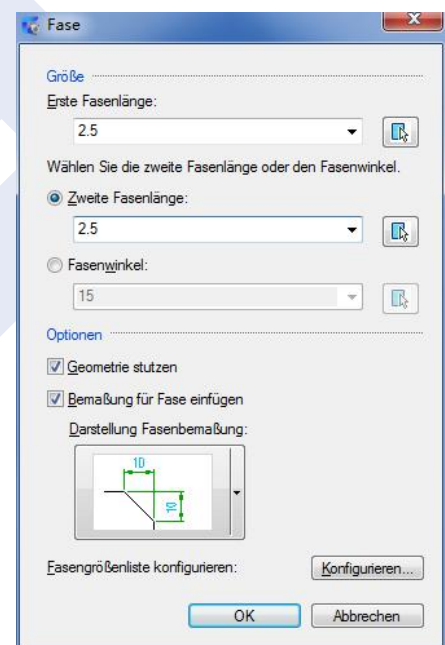 Fase
Größe
Erste Fasenlänge:
2.5
Wählen Sie die zweite Fasenlänge oder den Fasenwinkel.
Zweite Fasenlänge:
2.5
Fasenwinkel:
15
Optionen
Geometrie stutzen
Bemaßung für Fase einfügen
Darstellung Fasenbemaßung:
10
10
Fasengrößenliste konfigurieren:
Konfigurieren...
OK
Abbrechen